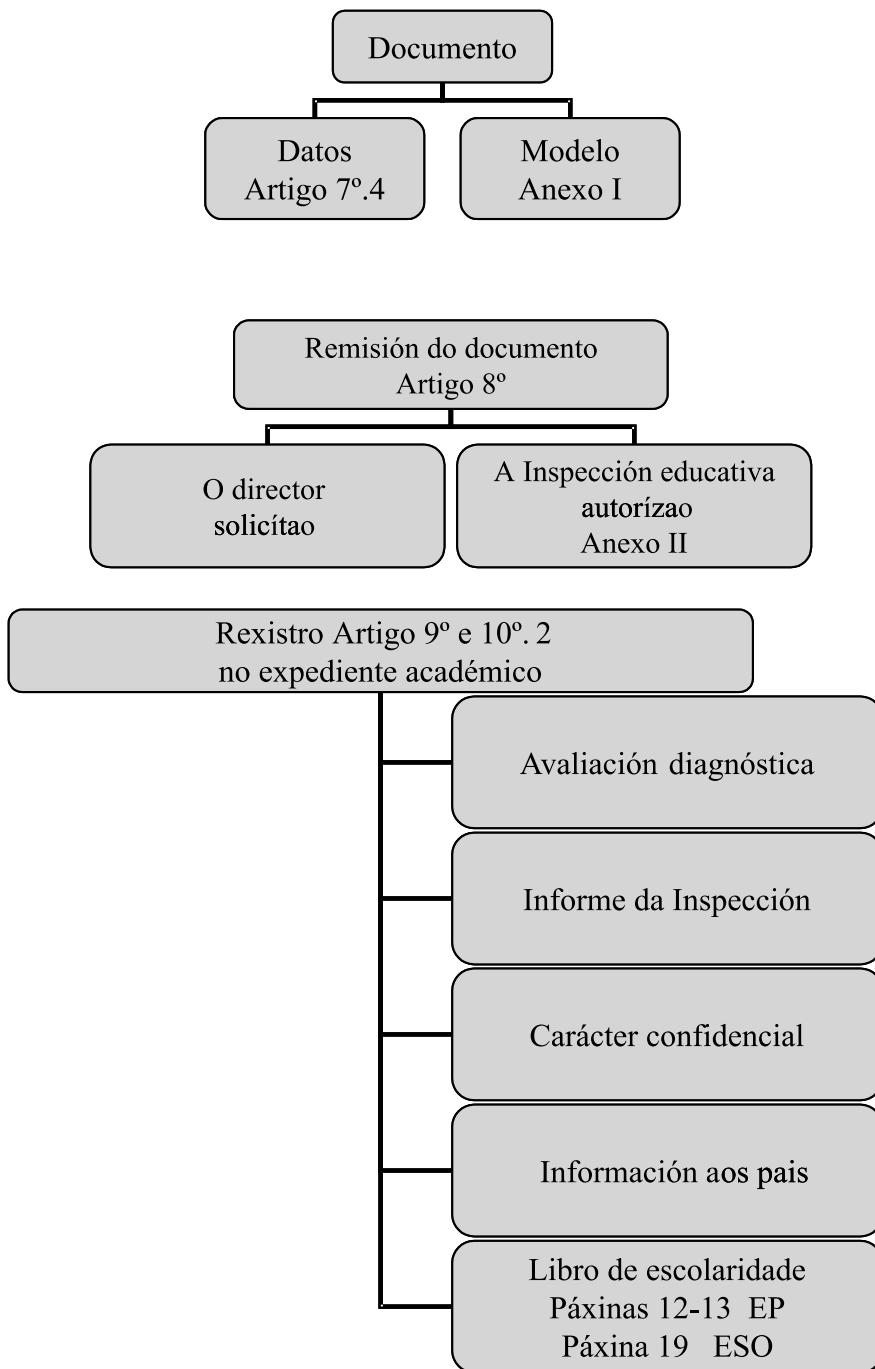 Documento
Datos
Artigo 7º.4
Modelo
Anexo I
Remisión do documento
Artigo 8º
O director
solicítao
A Inspección educativa
autorízao
Anexo II
Rexistro Artigo 9º e 10º. 2
no expediente académico
Avaliación diagnóstica
Informe da Inspección
Carácter confidencial
Información aos pais
Libro de escolaridade
Páxinas 12-13 EP
Páxina 19 ESO